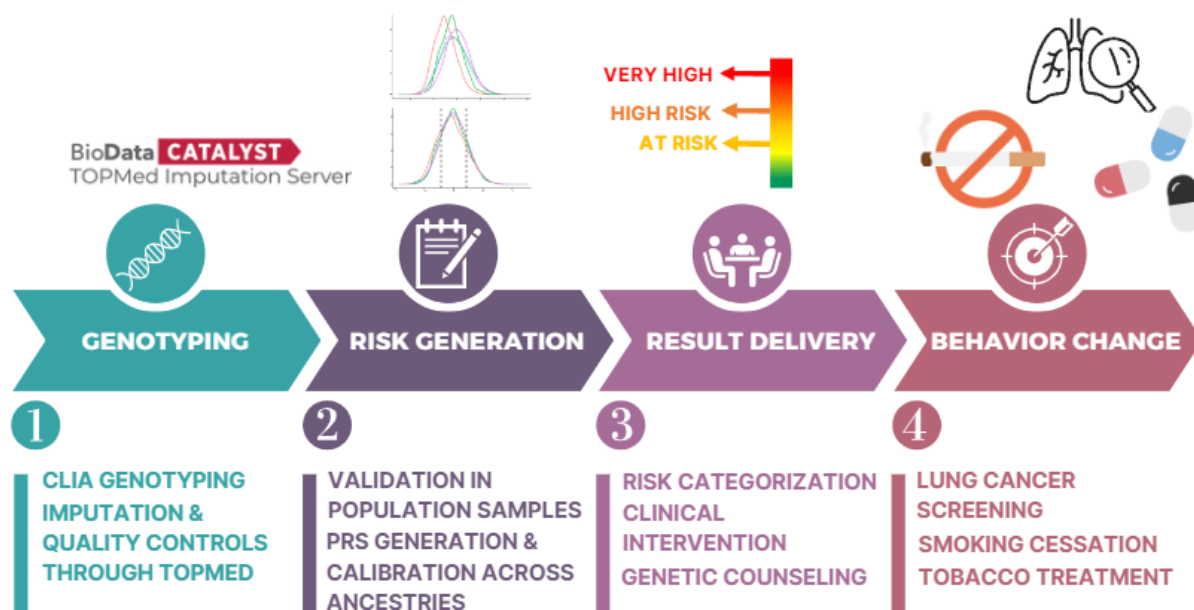 BioData CATALYST
TOPMed Imputation Server
VERY HIGH
HIGH RISK
AT RISK
GENOTYPING
RISK GENERATION
RESULT DELIVERY
BEHAVIOR CHANGE
1
CLIA GENOTYPING
IMPUTATION &
QUALITY CONTROLS
THROUGH TOPMED
2
VALIDATION IN
POPULATION SAMPLES
PRS GENERATION &
CALIBRATION ACROSS
ANCESTRIES
3
RISK CATEGORIZATION
CLINICAL
INTERVENTION
GENETIC COUNSELING
4
LUNG CANCER
SCREENING
SMOKING CESSATION
TOBACCO TREATMENT